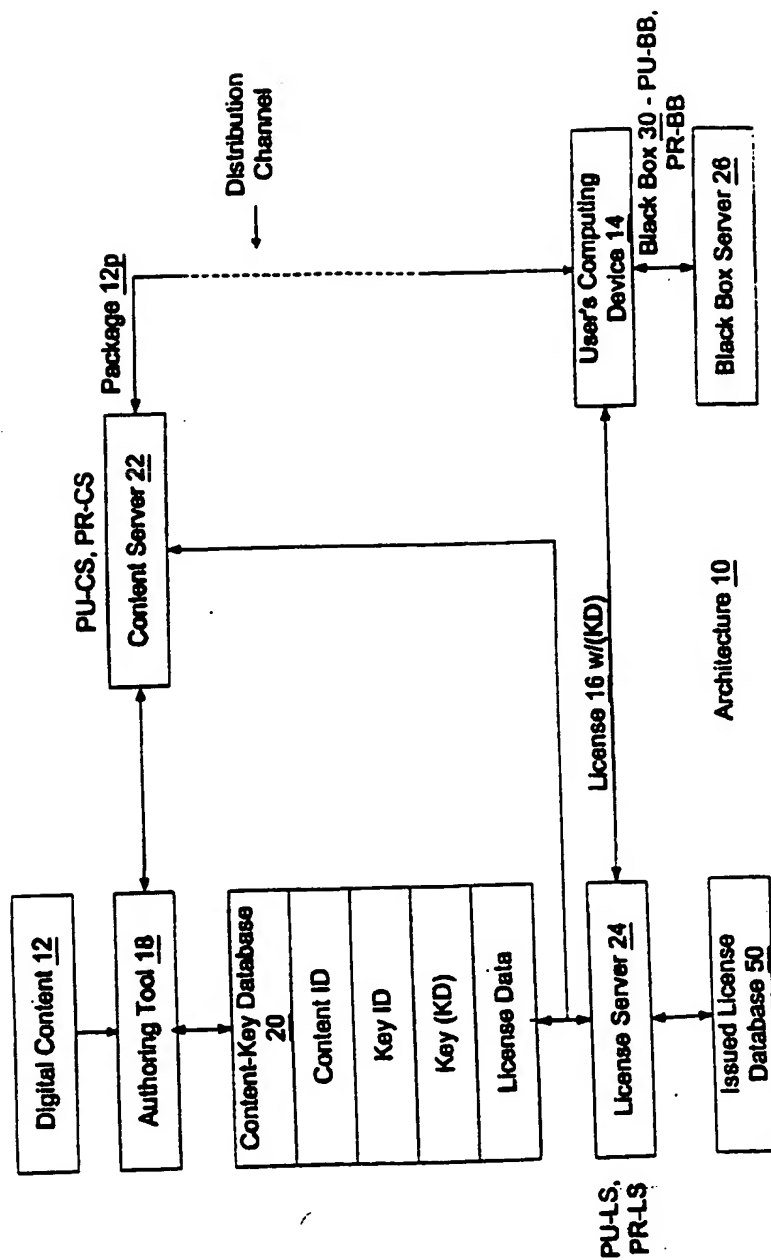 Digital Content 12
Authoring Tool 18
Content-Key Database
20
Content ID
Key ID
Key (KD)
License Data
PU-LS,
PR-LS
License Server 24
Issued License
Database 50
PU-CS, PR-CS
Content Server 22
Package 12p
Distribution
Channel
License 16 w/(KD)
User's Computing
Device 14
Black Box 30 - PU-BB,
PR-BB
Black Box Server 26
Architecture 10